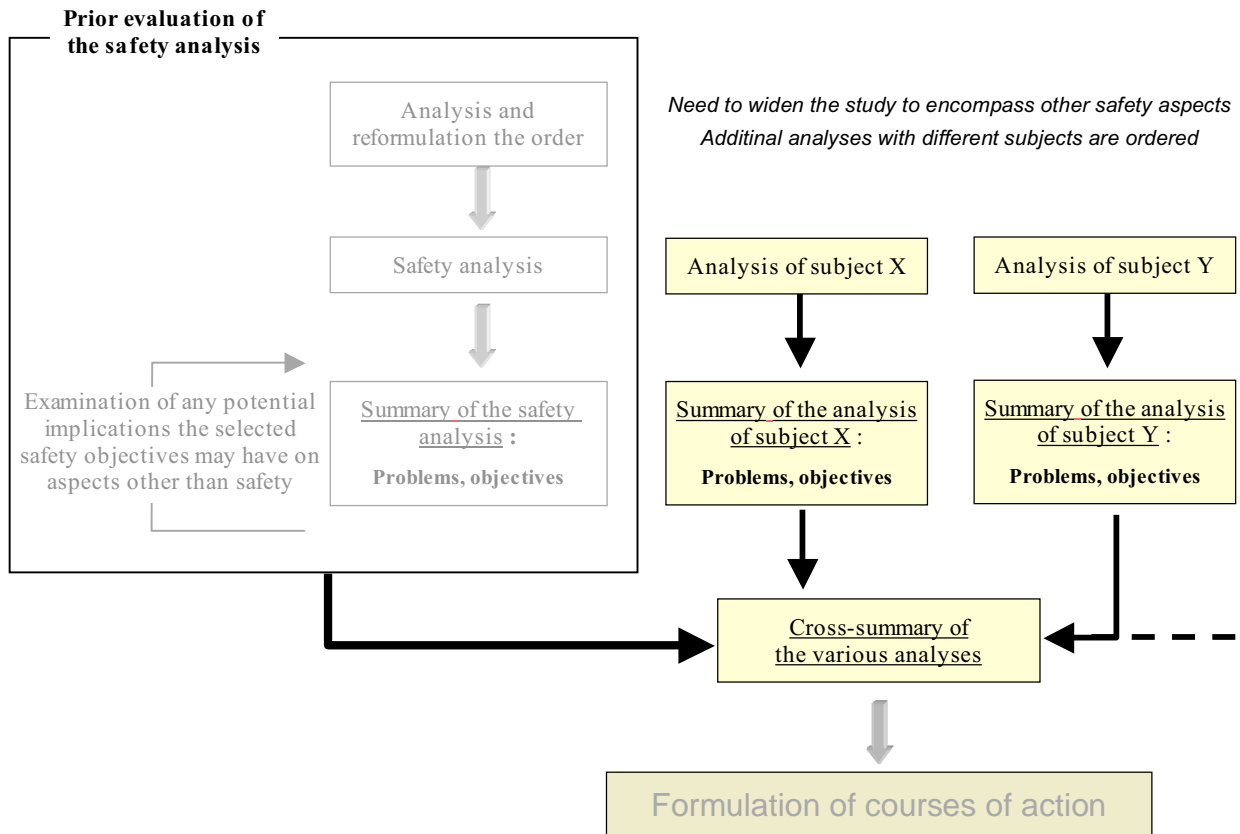 Prior evaluation of
the safety analysis
Analysis and
reformulation the order
Safety analysis
Examination of any potential
implications the selected
safety objectives may have on
aspects other than safety
Summary of the safety
analysis :
Problems, objectives
Need to widen the study to encompass other safety aspects
Additinal analyses with different subjects are ordered
Analysis of subject X
Analysis of subject Y
Summary of the analysis
of subject X :
Problems, objectives
Summary of the analysis
of subject Y :
Problems, objectives
Cross-summary of
the various analyses
Formulation of courses of action